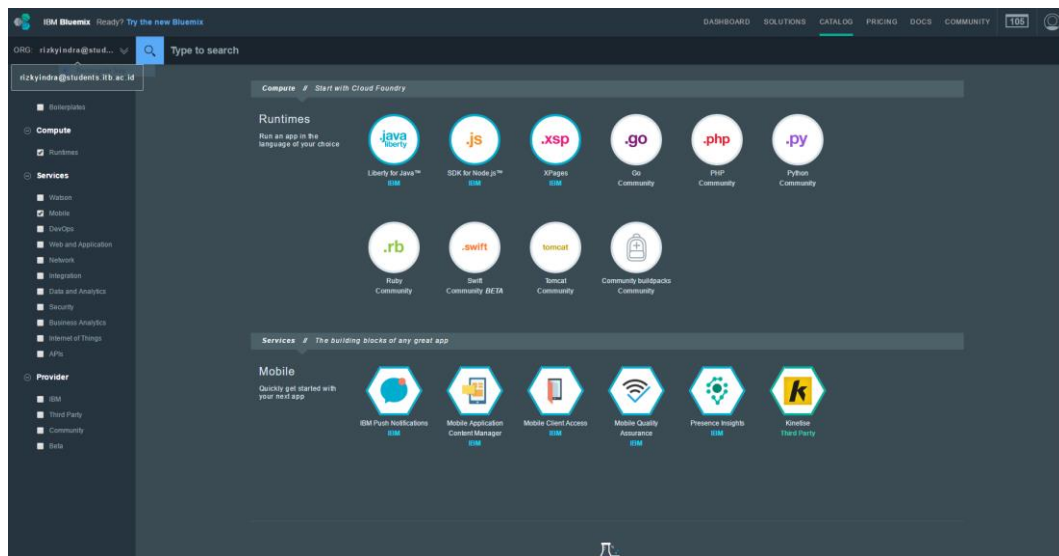 IBM Bluemix Ready? Try the new Bluemix
DASHBOARD SOLUTIONS CATALOG PRICING DOCS COMMUNITY 105
ORG: rizkyindra@stud... Type to search
rizkyindra@students.itb.ac.id
Boilerplates
Compute
Runtimes
Services
Watson
Mobile
DevOps
Web and Application
Network
Integration
Data and Analytics
Security
Business Analytics
Internet of Things
APIs
Provider
IBM
Third Party
Community
Beta
Compute // Start with Cloud Foundry
Runtimes
Run an app in the
language of your choice
.java
liberty
Liberty for Java™
IBM
.js
SDK for Node.js™
IBM
.xsp
XPages
IBM
.go
Go
Community
.php
PHP
Community
.py
Python
Community
.rb
Ruby
Community
.swift
Swift
Community BETA
tomcat
Tomcat
Community
Community buildpacks
Community
Services // The building blocks of any great app
Mobile
Quickly get started with
your next app
IBM Push Notifications
IBM
Mobile Application
Content Manager
IBM
Mobile Client Access
IBM
Mobile Quality
Assurance
IBM
Presence Insights
IBM
k
Kinetise
Third Party